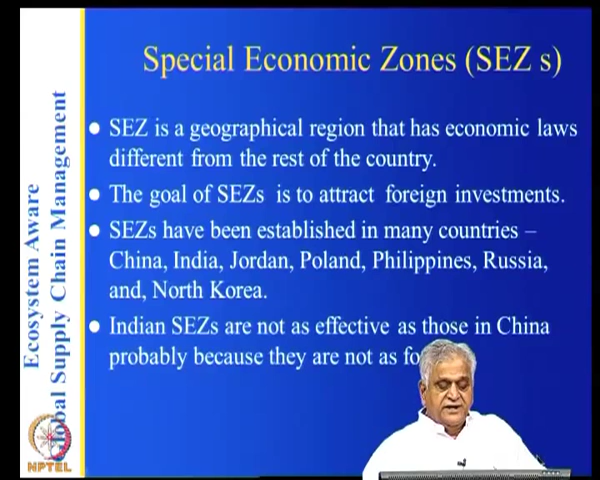 Special Economic Zones (SEZ s)
SEZ is a geographical region that has economic laws
different from the rest of the country.
The goal of SEZs is to attract foreign investments.
SEZs have been established in many countries –
China, India, Jordan, Poland, Philippines, Russia,
and, North Korea.
Indian SEZs are not as effective as those in China
probably because they are not as
Ecosystem Aware
Global Supply Chain Management
NPTEL